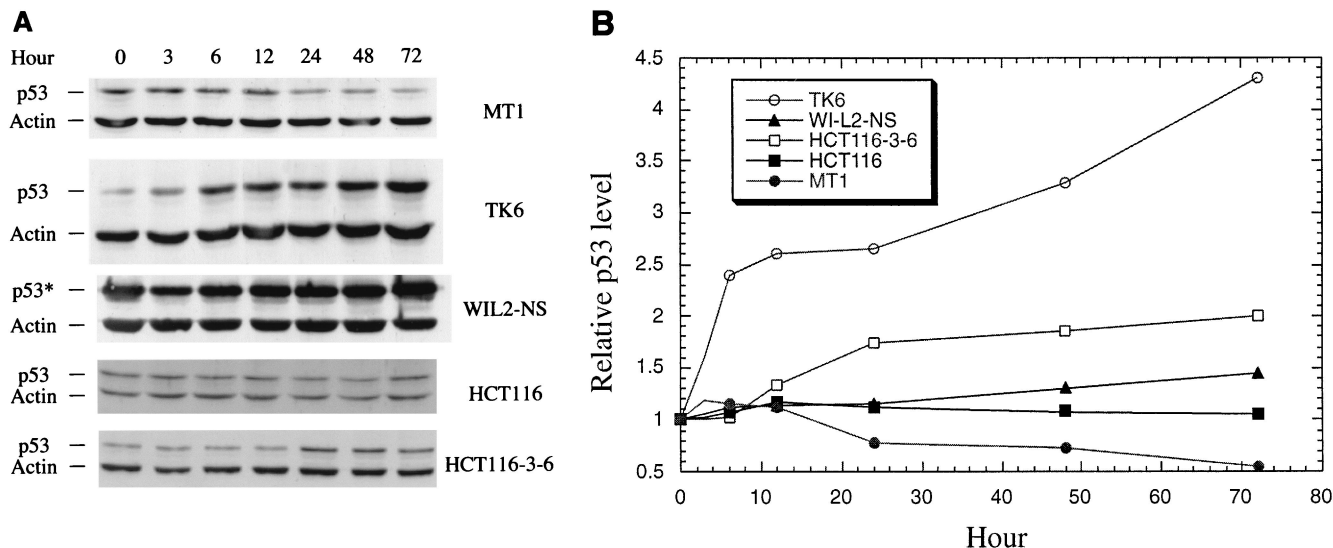 A
Hour 0 3 6 12 24 48 72
p53
Actin
MT1
p53
Actin
TK6
p53*
Actin
WIL2-NS
p53
Actin
HCT116
p53
Actin
HCT116-3-6
B
4.5
4
3.5
3
2.5
2
1.5
1
0.5
Relative p53 level
TK6
WI-L2-NS
HCT116-3-6
HCT116
MT1
0 10 20 30 40 50 60 70 80
Hour